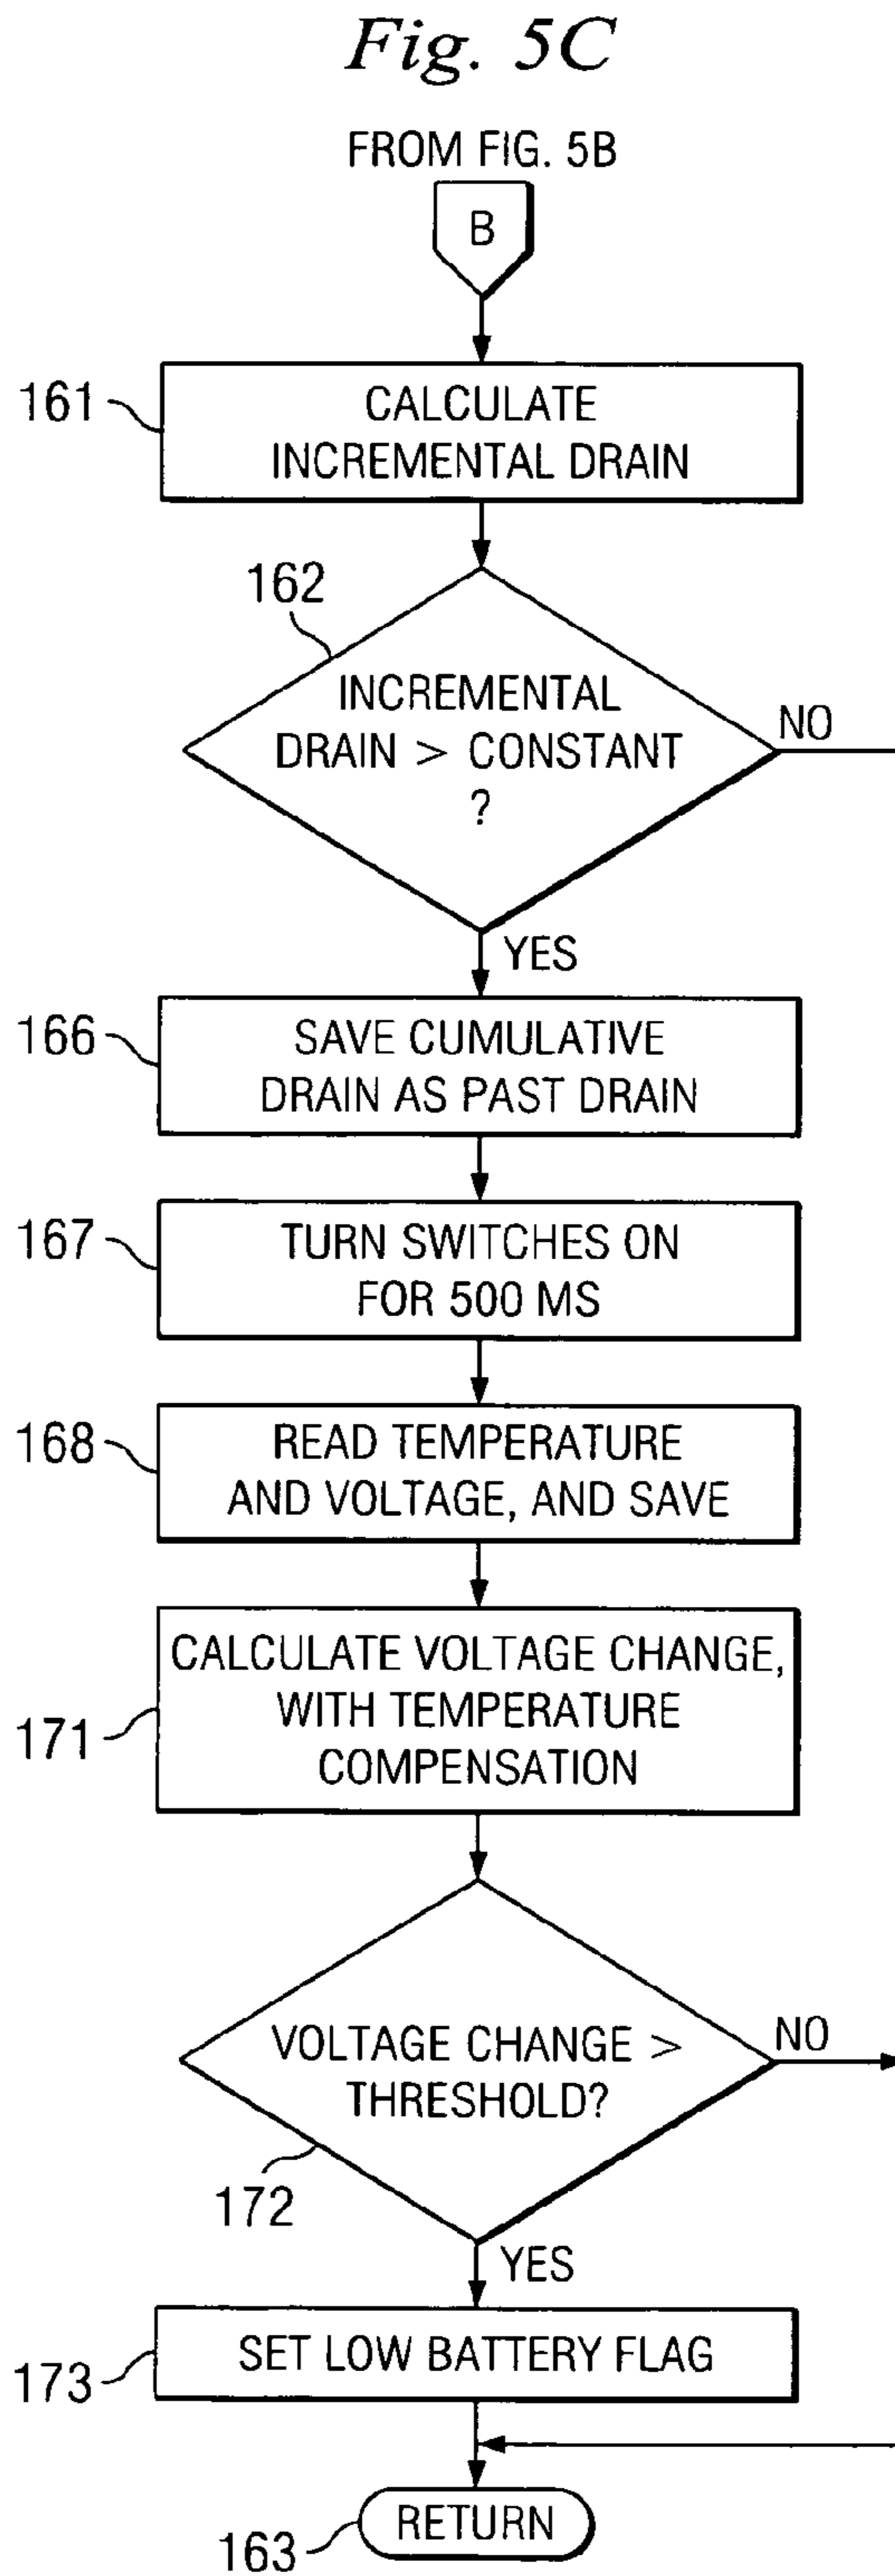 Fig. 5C
FROM FIG. 5B
B
161
CALCULATE
INCREMENTAL DRAIN
162
INCREMENTAL
DRAIN > CONSTANT
?
NO
YES
166
SAVE CUMULATIVE
DRAIN AS PAST DRAIN
167
TURN SWITCHES ON
FOR 500 MS
168
READ TEMPERATURE
AND VOLTAGE, AND SAVE
171
CALCULATE VOLTAGE CHANGE,
WITH TEMPERATURE
COMPENSATION
VOLTAGE CHANGE >
THRESHOLD?
NO
172
YES
173
SET LOW BATTERY FLAG
163
RETURN